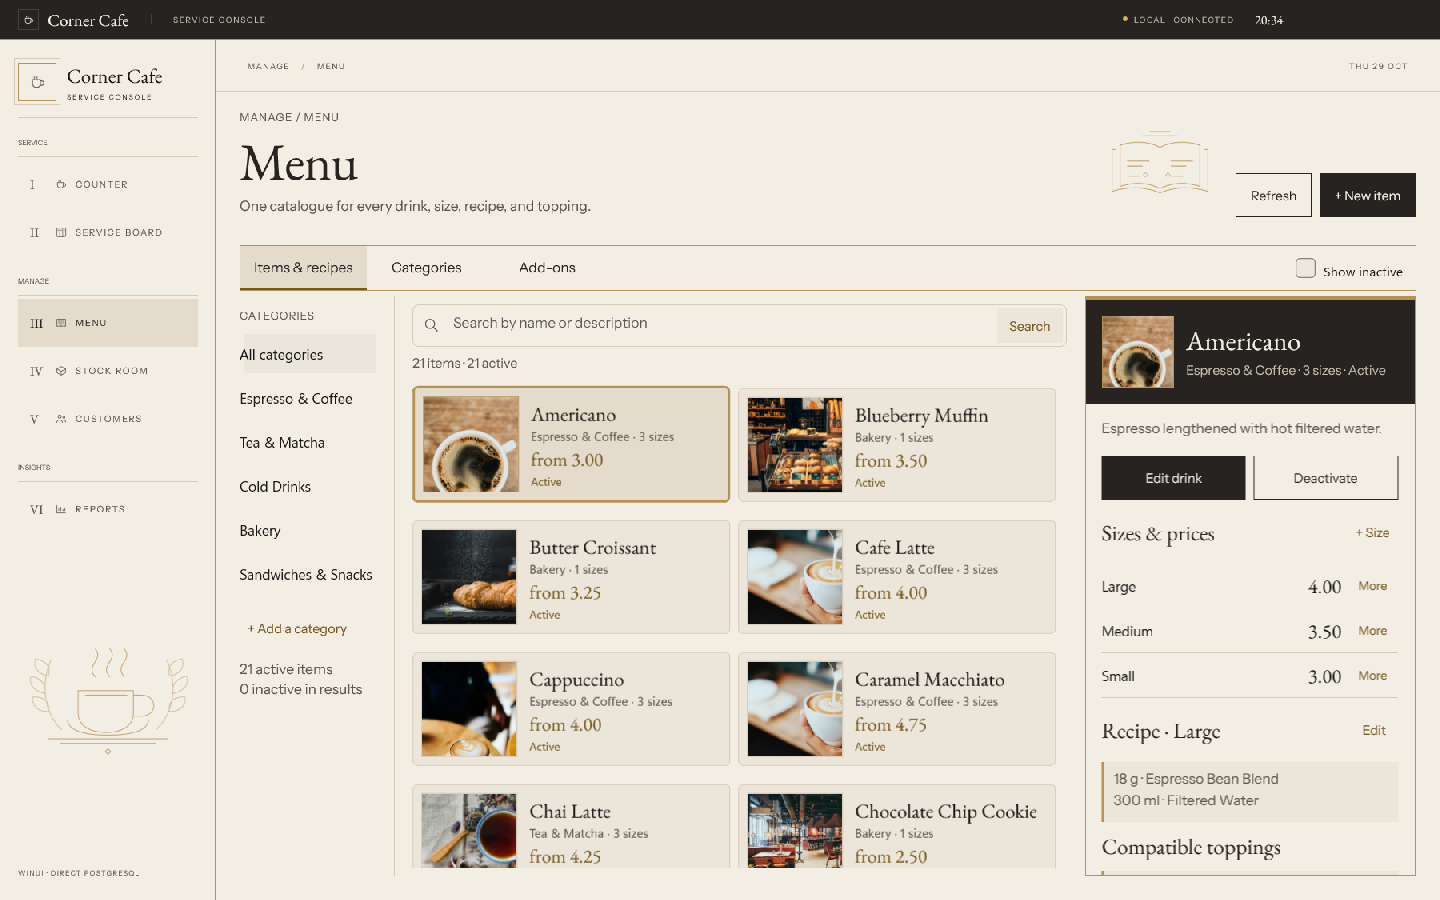 Corner Cafe
SERVICE CONSOLE
LOCAL · CONNECTED
20:34
Corner Cafe
SERVICE CONSOLE
MANAGE / MENU
THU 29 OCT
SERVICE
I COUNTER
II SERVICE BOARD
MANAGE
III MENU
IV STOCK ROOM
V CUSTOMERS
INSIGHTS
VI REPORTS
WINUI · DIRECT POSTGRESQL
MANAGE / MENU
Menu
One catalogue for every drink, size, recipe, and topping.
Refresh
+ New item
Items & recipes
Categories
Add-ons
Show inactive
CATEGORIES
All categories
Espresso & Coffee
Tea & Matcha
Cold Drinks
Bakery
Sandwiches & Snacks
+ Add a category
21 active items
0 inactive in results
Search by name or description
Search
21 items · 21 active
Americano
Espresso & Coffee · 3 sizes
from 3.00
Active
Blueberry Muffin
Bakery · 1 sizes
from 3.50
Active
Butter Croissant
Bakery · 1 sizes
from 3.25
Active
Cafe Latte
Espresso & Coffee · 3 sizes
from 4.00
Active
Cappuccino
Espresso & Coffee · 3 sizes
from 4.00
Active
Caramel Macchiato
Espresso & Coffee · 3 sizes
from 4.75
Active
Chai Latte
Tea & Matcha · 3 sizes
from 4.25
Chocolate Chip Cookie
Bakery · 1 sizes
from 2.50
Americano
Espresso & Coffee · 3 sizes · Active
Espresso lengthened with hot filtered water.
Edit drink
Deactivate
Sizes & prices
+ Size
Large 4.00 More
Medium 3.50 More
Small 3.00 More
Recipe · Large
Edit
18 g · Espresso Bean Blend
300 ml · Filtered Water
Compatible toppings